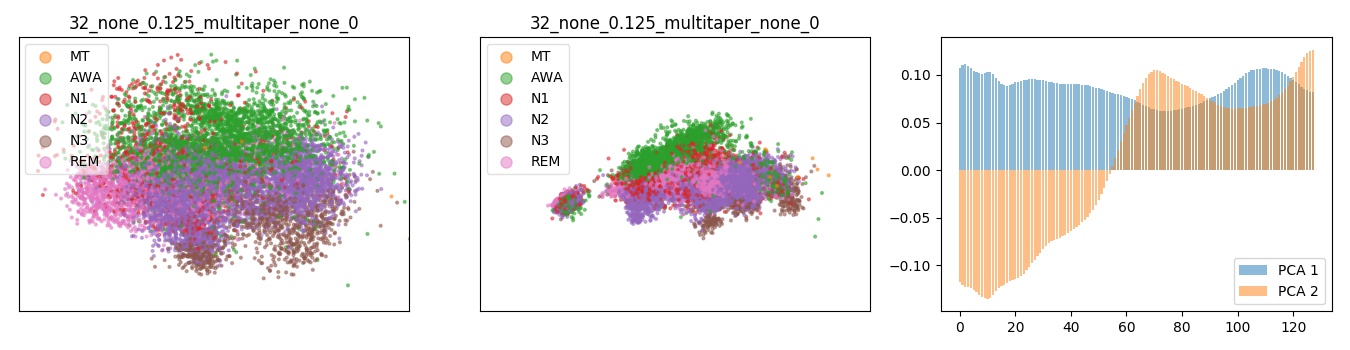 32_none_0.125_multitaper_none_0
MT
AWA
N1
N2
N3
REM
32_none_0.125_multitaper_none_0
MT
AWA
N1
N2
N3
REM
0.10
0.05
0.00
−0.05
−0.10
0 20 40 60 80 100 120
PCA 1
PCA 2